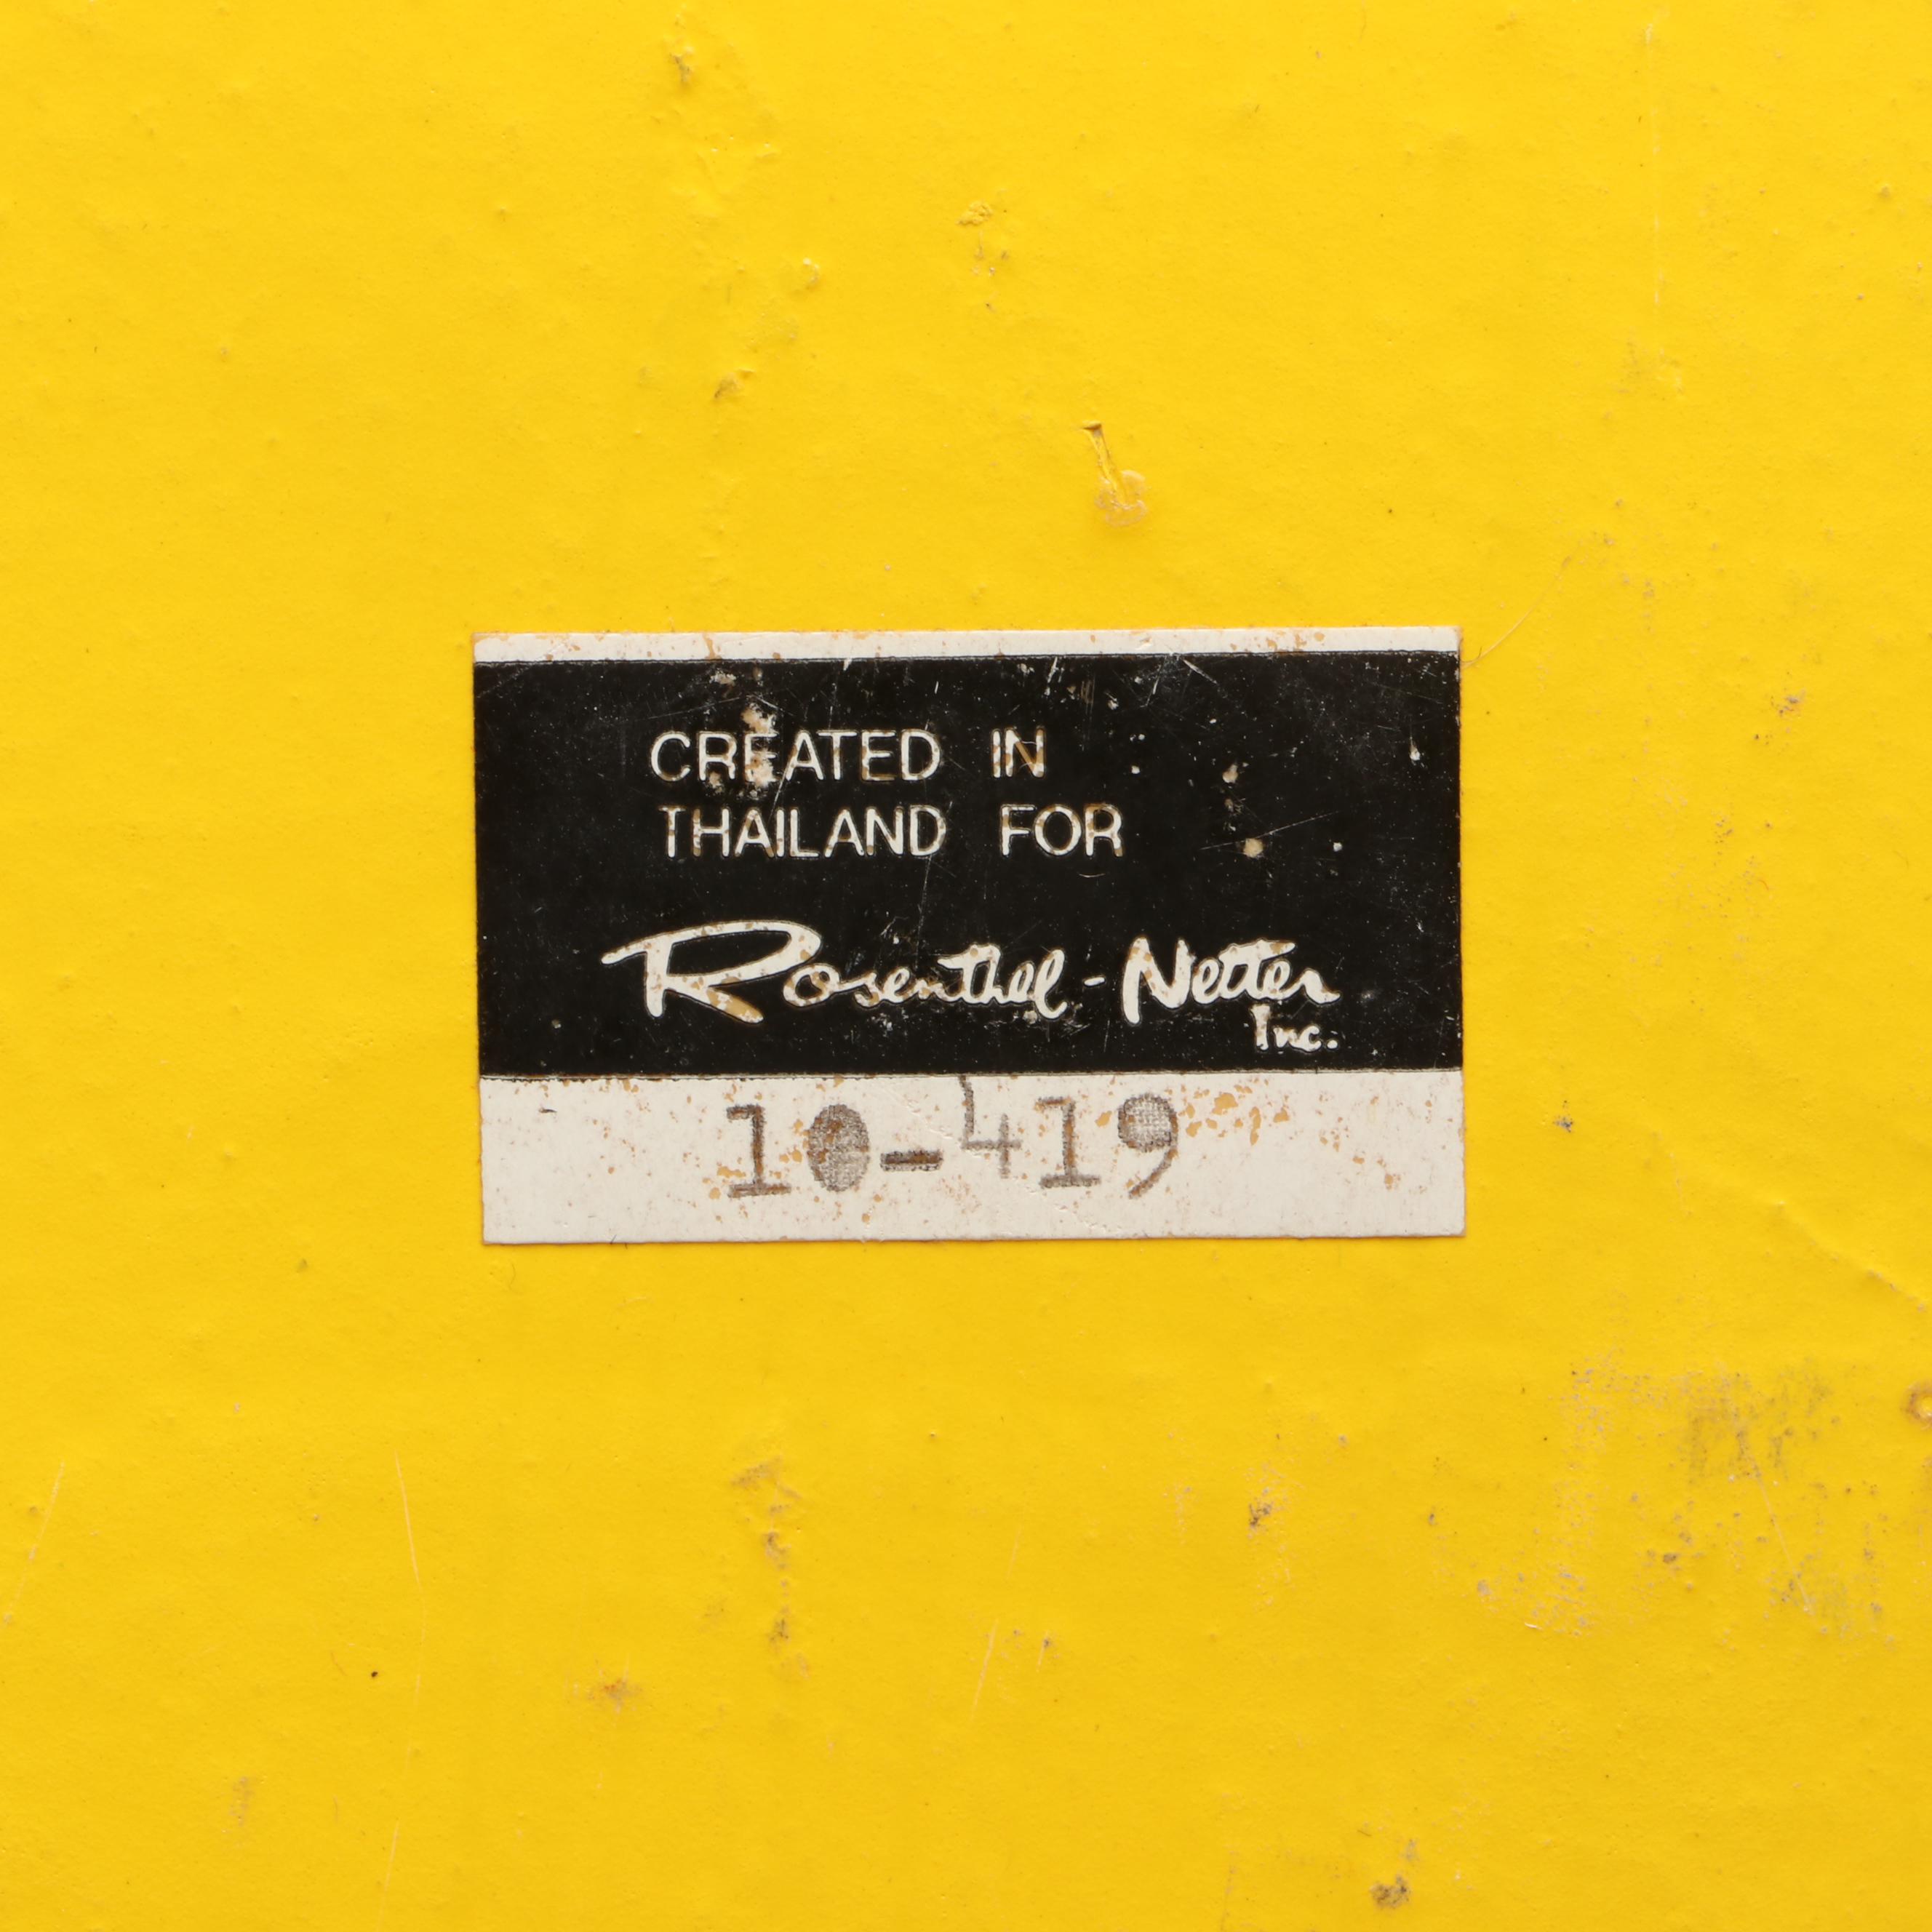 CREATED IN
THAILAND FOR
Rosenthal - Netter
Inc.
10-419